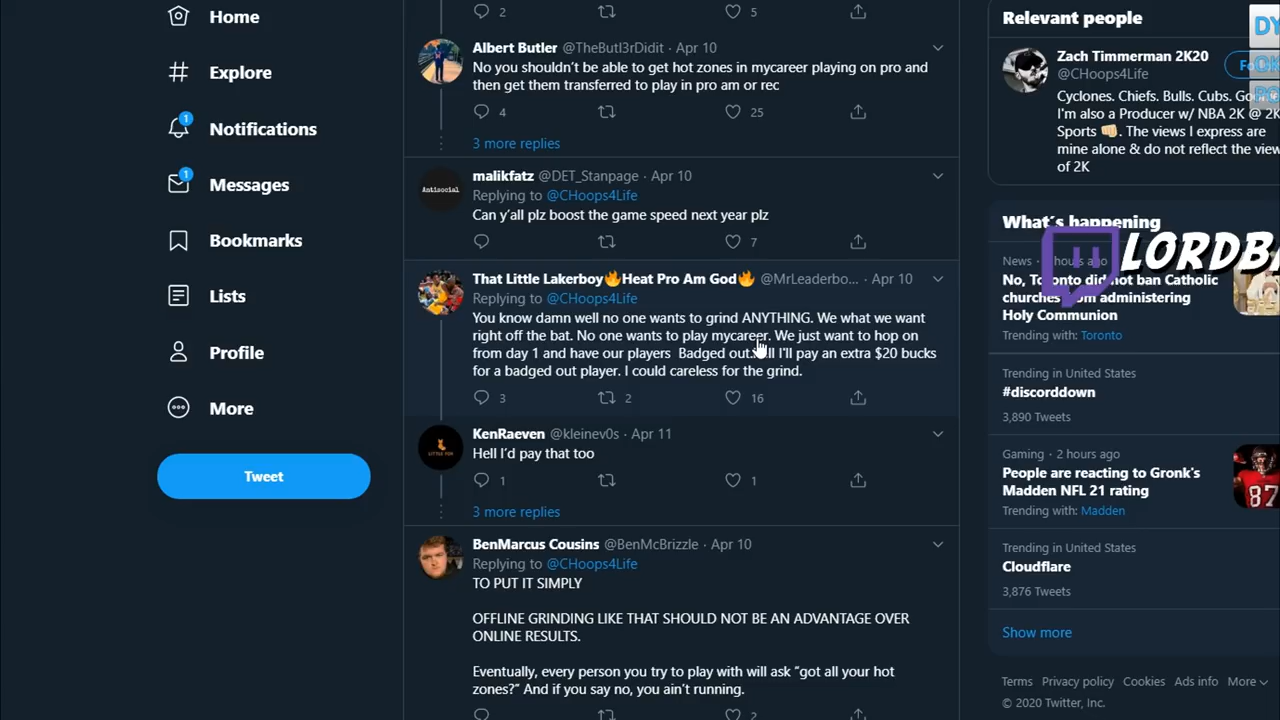 Home
Explore
1
Notifications
1
Messages
Bookmarks
Lists
Profile
More
Tweet
2
5
Albert Butler @TheButl3rDidit · Apr 10
No you shouldn't be able to get hot zones in mycareer playing on pro and
then get them transferred to play in pro am or rec
4
25
3 more replies
Antisocial
malikfatz @DET_Stanpage · Apr 10
Replying to @CHoops4Life
Can y'all plz boost the game speed next year plz
7
That Little Lakerboy🔥Heat Pro Am God🔥 @MrLeaderbo... · Apr 10
Replying to @CHoops4Life
You know damn well no one wants to grind ANYTHING. We what we want
right off the bat. No one wants to play mycareer. We just want to hop on
from day 1 and have our players Badged out. I'll pay an extra $20 bucks
for a badged out player. I could careless for the grind.
3
2
16
KenRaeven @kleinev0s · Apr 11
Hell I'd pay that too
1
1
3 more replies
BenMarcus Cousins @BenMcBrizzle · Apr 10
Replying to @CHoops4Life
TO PUT IT SIMPLY
OFFLINE GRINDING LIKE THAT SHOULD NOT BE AN ADVANTAGE OVER
ONLINE RESULTS.
Eventually, every person you try to play with will ask "got all your hot
zones?" And if you say no, you ain't running.
2
Relevant people
Zach Timmerman 2K20
@CHoops4Life
Cyclones. Chiefs. Bulls. Cubs.
I'm also a Producer w/ NBA 2K @ 2K
Sports 👊🏼. The views I express are
mine alone & do not reflect the view
of 2K
What's happening
LORDBA
News ·
hours ago
No, Toronto did not ban Catholic
churches from administering
Holy Communion
Trending with: Toronto
Trending in United States
#discorddown
3,890 Tweets
Gaming · 2 hours ago
People are reacting to Gronk's
Madden NFL 21 rating
Trending with: Madden
87
Trending in United States
Cloudflare
3,876 Tweets
Show more
Terms Privacy policy Cookies Ads info More
© 2020 Twitter, Inc.